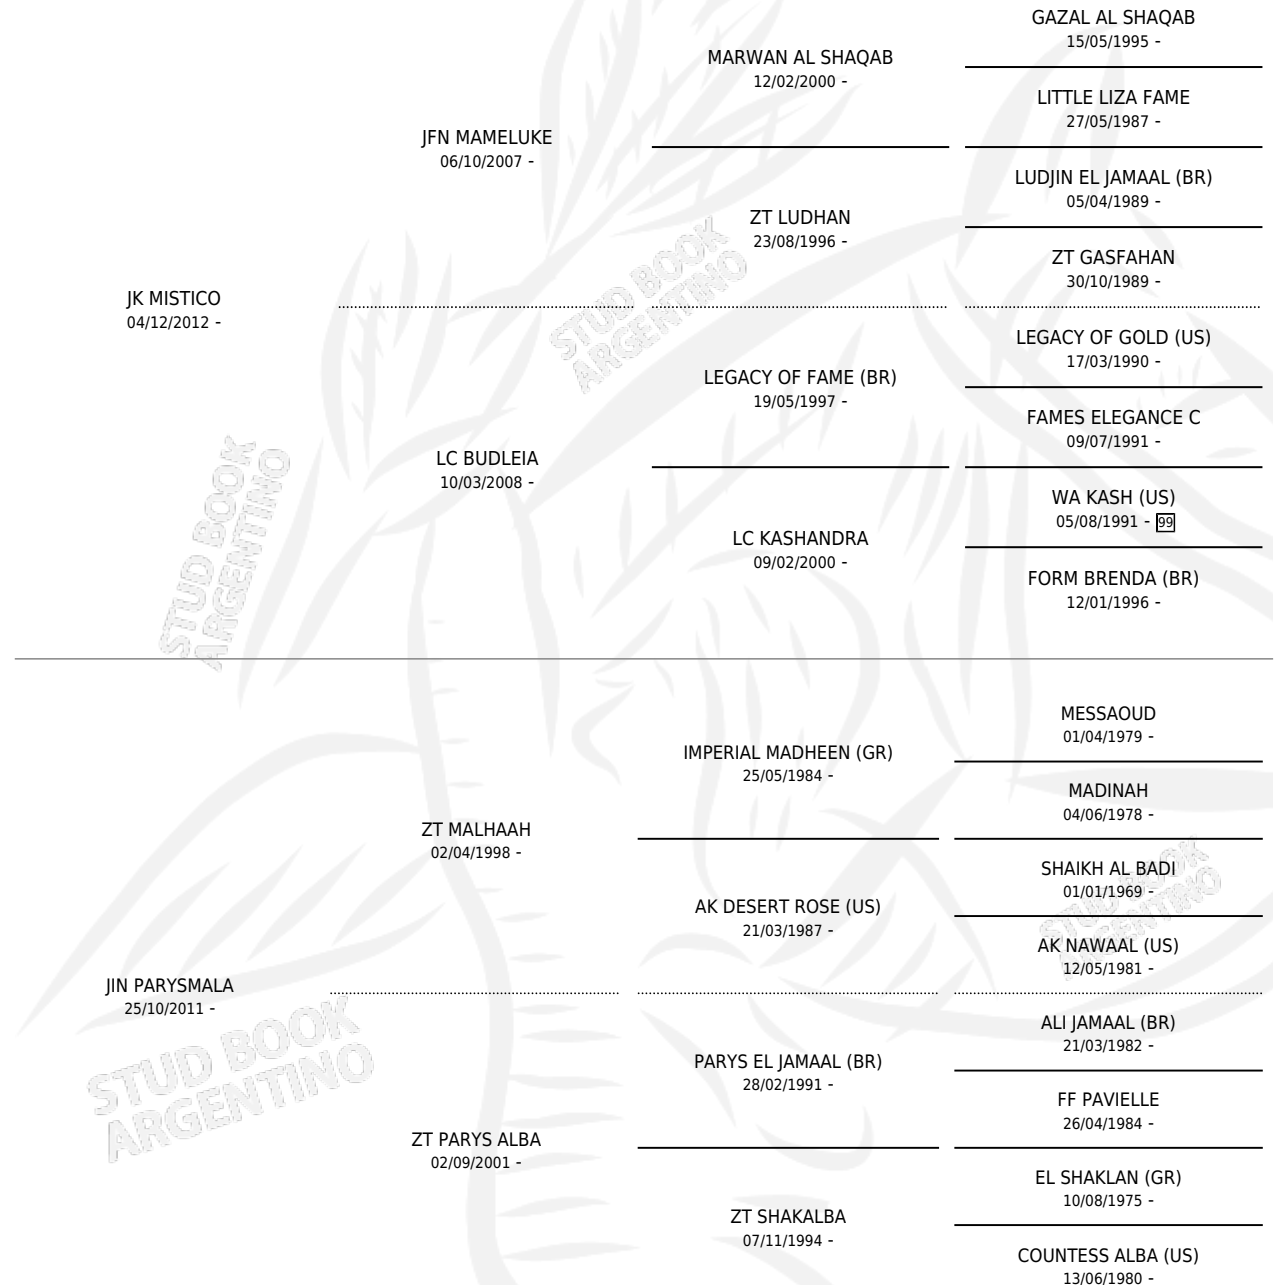 GAZAL AL SHAQAB
15/05/1995 -
MARWAN AL SHAQAB
12/02/2000 -
LITTLE LIZA FAME
27/05/1987 -
JFN MAMELUKE
06/10/2007 -
LUDJIN EL JAMAAL (BR)
05/04/1989 -
ZT LUDHAN
23/08/1996 -
ZT GASFAHAN
30/10/1989 -
JK MISTICO
04/12/2012 -
LEGACY OF GOLD (US)
17/03/1990 -
LEGACY OF FAME (BR)
19/05/1997 -
FAMES ELEGANCE C
09/07/1991 -
LC BUDLEIA
10/03/2008 -
WA KASH (US)
05/08/1991 - 99
LC KASHANDRA
09/02/2000 -
FORM BRENDA (BR)
12/01/1996 -
MESSAOUD
01/04/1979 -
IMPERIAL MADHEEN (GR)
25/05/1984 -
MADINAH
04/06/1978 -
ZT MALHAAH
02/04/1998 -
SHAIKH AL BADI
01/01/1969 -
AK DESERT ROSE (US)
21/03/1987 -
AK NAWAAL (US)
12/05/1981 -
JIN PARYSMALA
25/10/2011 -
ALI JAMAAL (BR)
21/03/1982 -
PARYS EL JAMAAL (BR)
28/02/1991 -
FF PAVIELLE
26/04/1984 -
ZT PARYS ALBA
02/09/2001 -
EL SHAKLAN (GR)
10/08/1975 -
ZT SHAKALBA
07/11/1994 -
COUNTESS ALBA (US)
13/06/1980 -
STUD BOOK
ARGENTINO
STUD BOOK
ARGENTINO
STUD BOOK
ARGENTINO
STUD BOOK
ARGENTINO